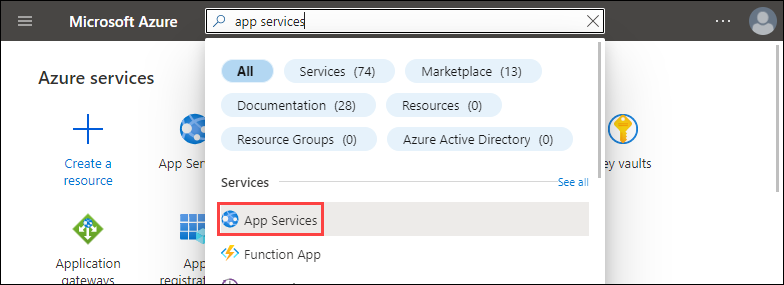 Microsoft Azure
app services
Azure services
All
Services (74)
Marketplace (13)
Documentation (28)
Resources (0)
Resource Groups (0)
Azure Active Directory (0)
Create a
resource
App Ser
ey vaults
Services
See all
App Services
Function App
Application
gateways
App
registrat